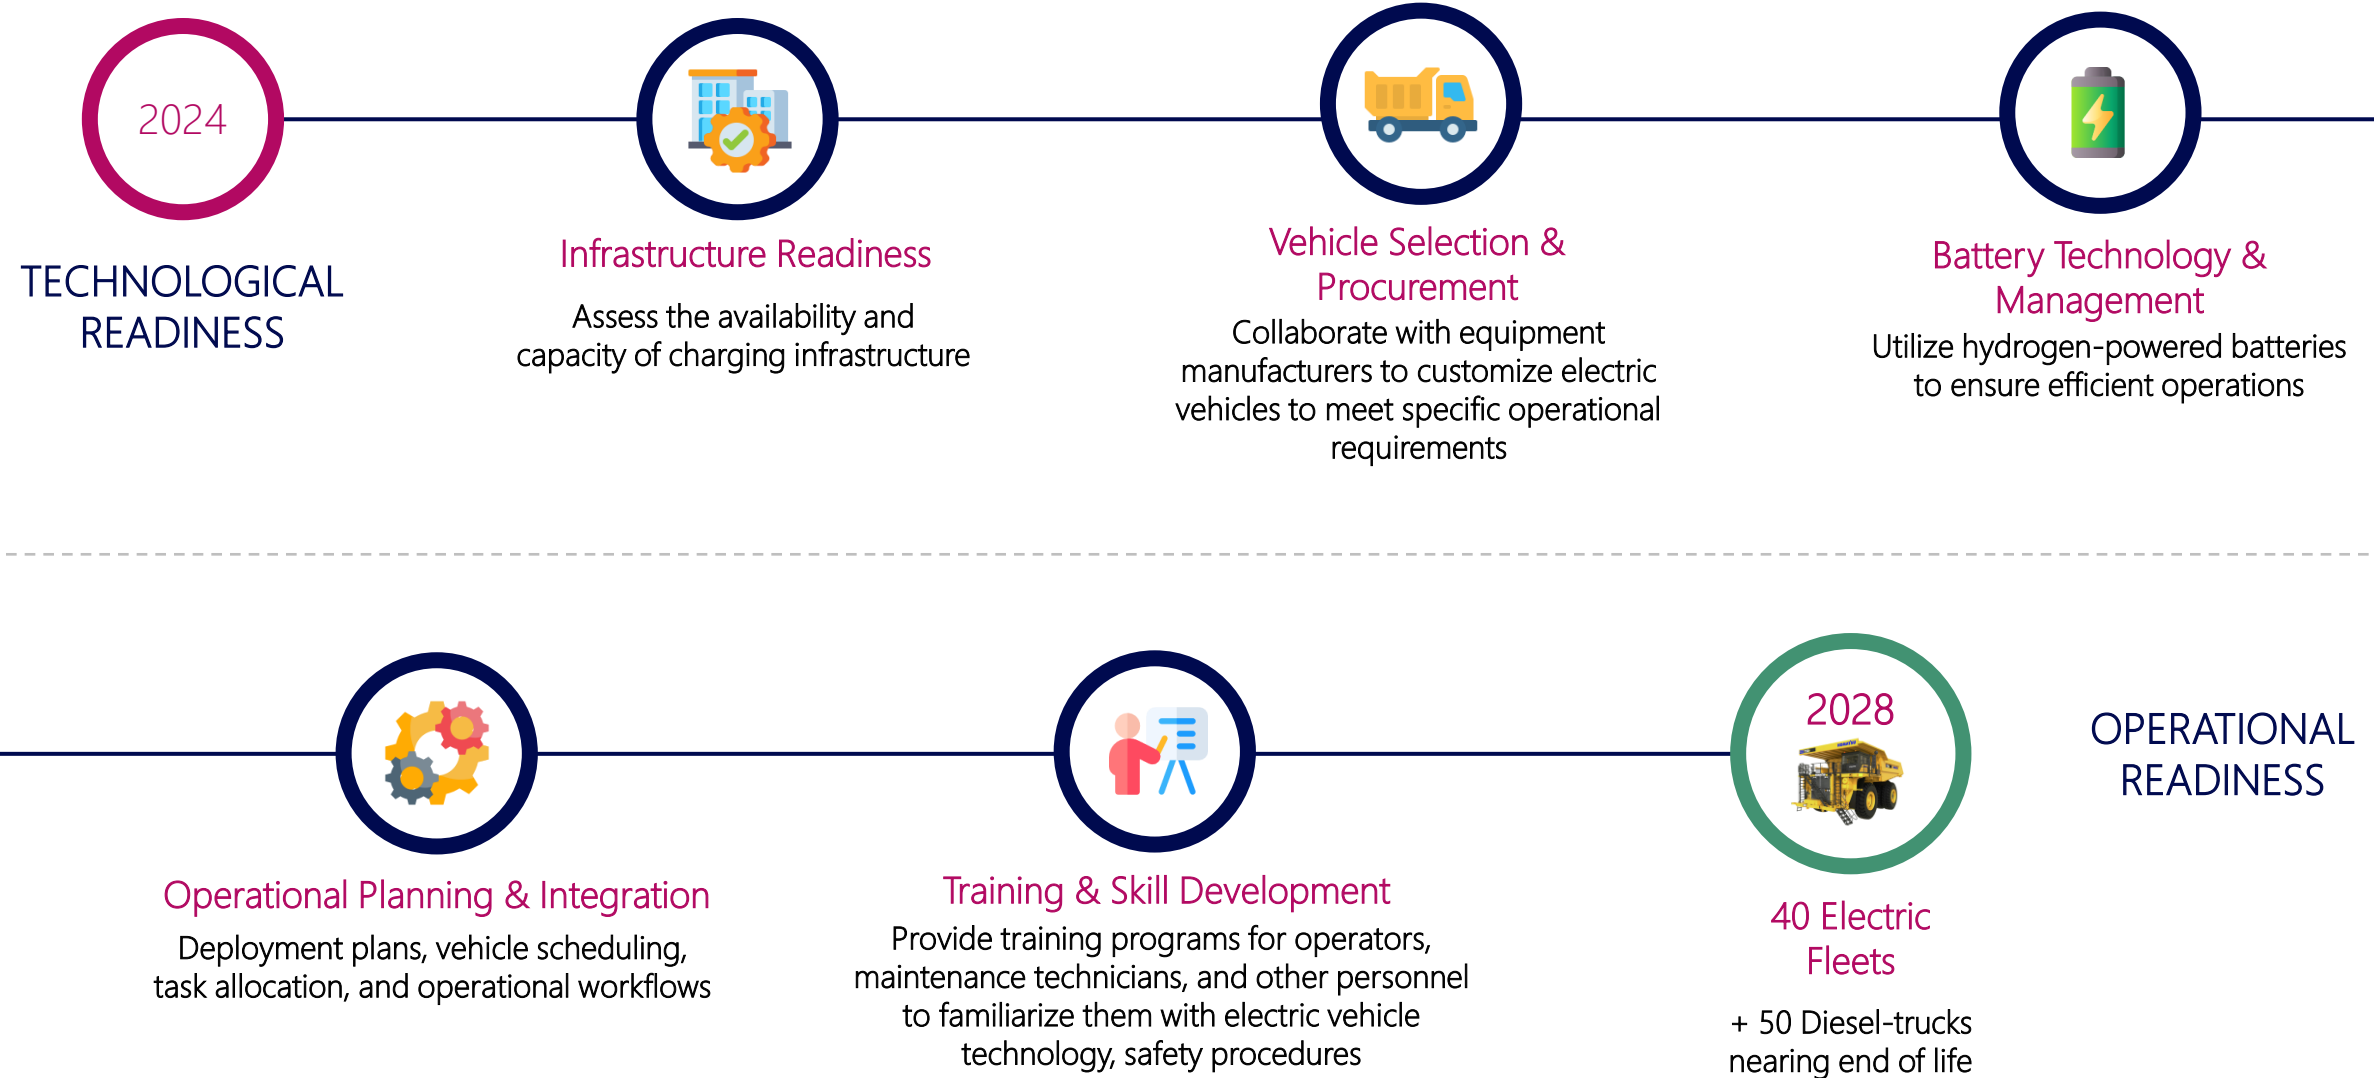 2024
TECHNOLOGICAL
READINESS
Infrastructure Readiness
Assess the availability and
capacity of charging infrastructure
Vehicle Selection &
Procurement
Collaborate with equipment
manufacturers to customize electric
vehicles to meet specific operational
requirements
Battery Technology &
Management
Utilize hydrogen-powered batteries
to ensure efficient operations
Operational Planning & Integration
Deployment plans, vehicle scheduling,
task allocation, and operational workflows
Training & Skill Development
Provide training programs for operators,
maintenance technicians, and other personnel
to familiarize them with electric vehicle
technology, safety procedures
2028
40 Electric
Fleets
+ 50 Diesel-trucks
nearing end of life
OPERATIONAL
READINESS